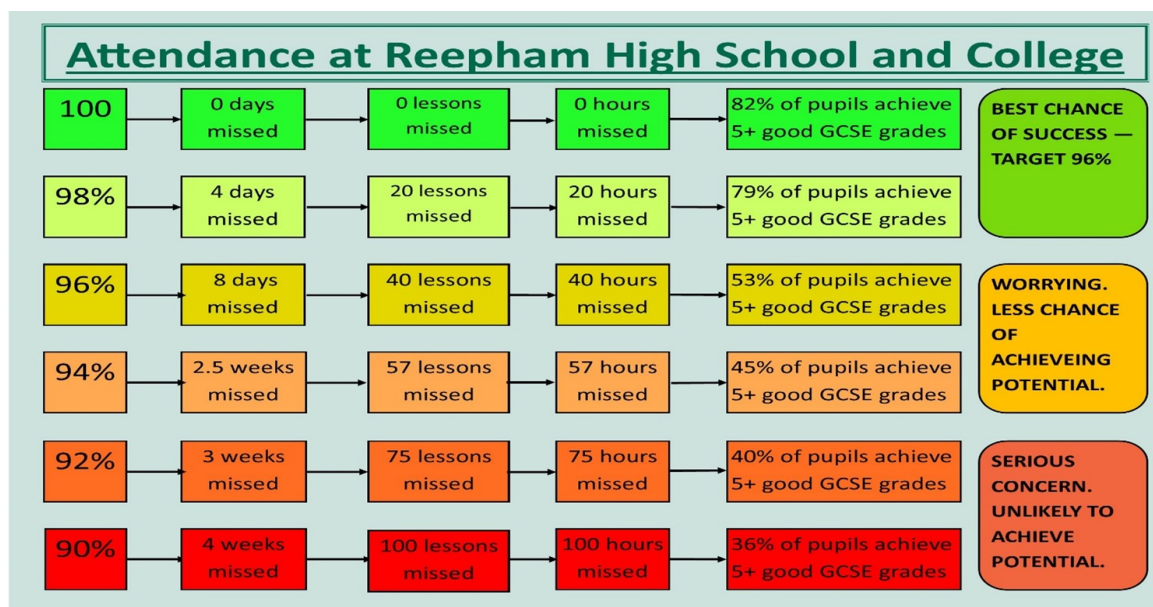 Attendance at Reepham High School and College
100
0 days
missed
0 lessons
missed
0 hours
missed
82% of pupils achieve
5+ good GCSE grades
98%
4 days
missed
20 lessons
missed
20 hours
missed
79% of pupils achieve
5+ good GCSE grades
BEST CHANCE
OF SUCCESS —
TARGET 96%
96%
8 days
missed
40 lessons
missed
40 hours
missed
53% of pupils achieve
5+ good GCSE grades
94%
2.5 weeks
missed
57 lessons
missed
57 hours
missed
45% of pupils achieve
5+ good GCSE grades
WORRYING.
LESS CHANCE
OF
ACHIEVEING
POTENTIAL.
92%
3 weeks
missed
75 lessons
missed
75 hours
missed
40% of pupils achieve
5+ good GCSE grades
90%
4 weeks
missed
100 lessons
missed
100 hours
missed
36% of pupils achieve
5+ good GCSE grades
SERIOUS
CONCERN.
UNLIKELY TO
ACHIEVE
POTENTIAL.